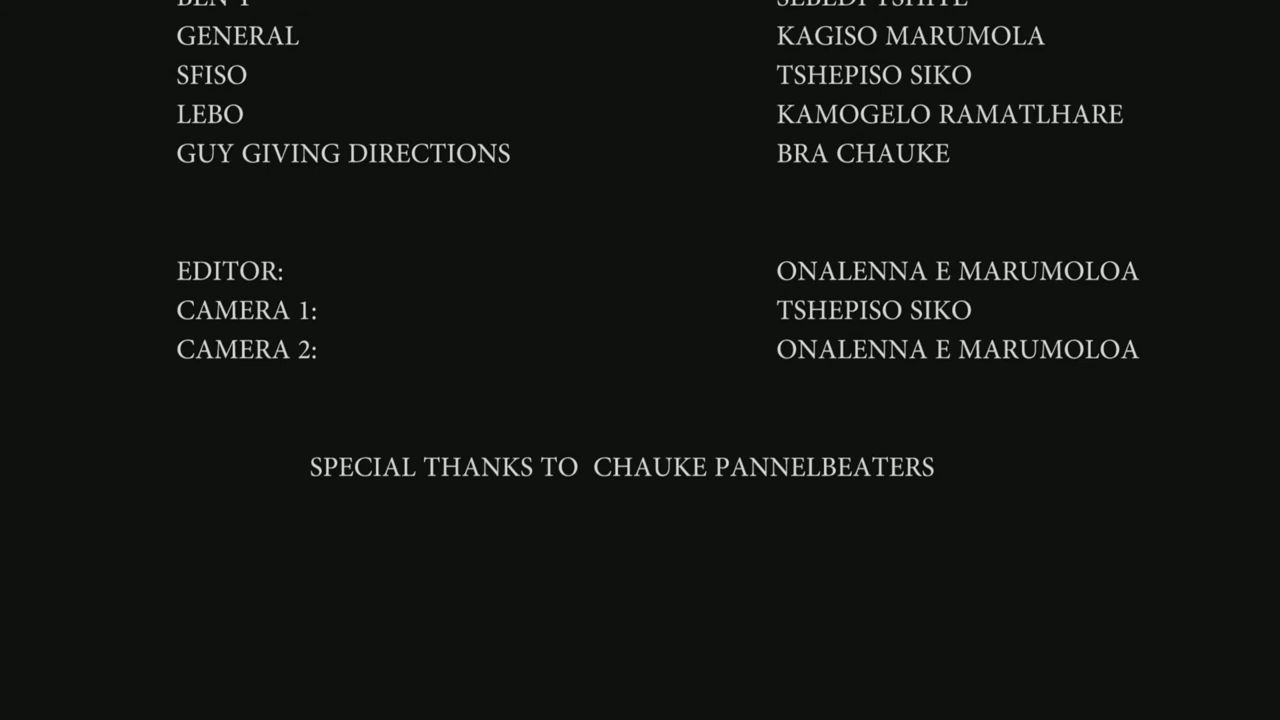 GENERAL KAGISO MARUMOLA
SFISO TSHEPISO SIKO
LEBO KAMOGELO RAMATLHARE
GUY GIVING DIRECTIONS BRA CHAUKE
EDITOR: ONALENNA E MARUMOLOA
CAMERA 1: TSHEPISO SIKO
CAMERA 2: ONALENNA E MARUMOLOA
SPECIAL THANKS TO CHAUKE PANNELBEATERS